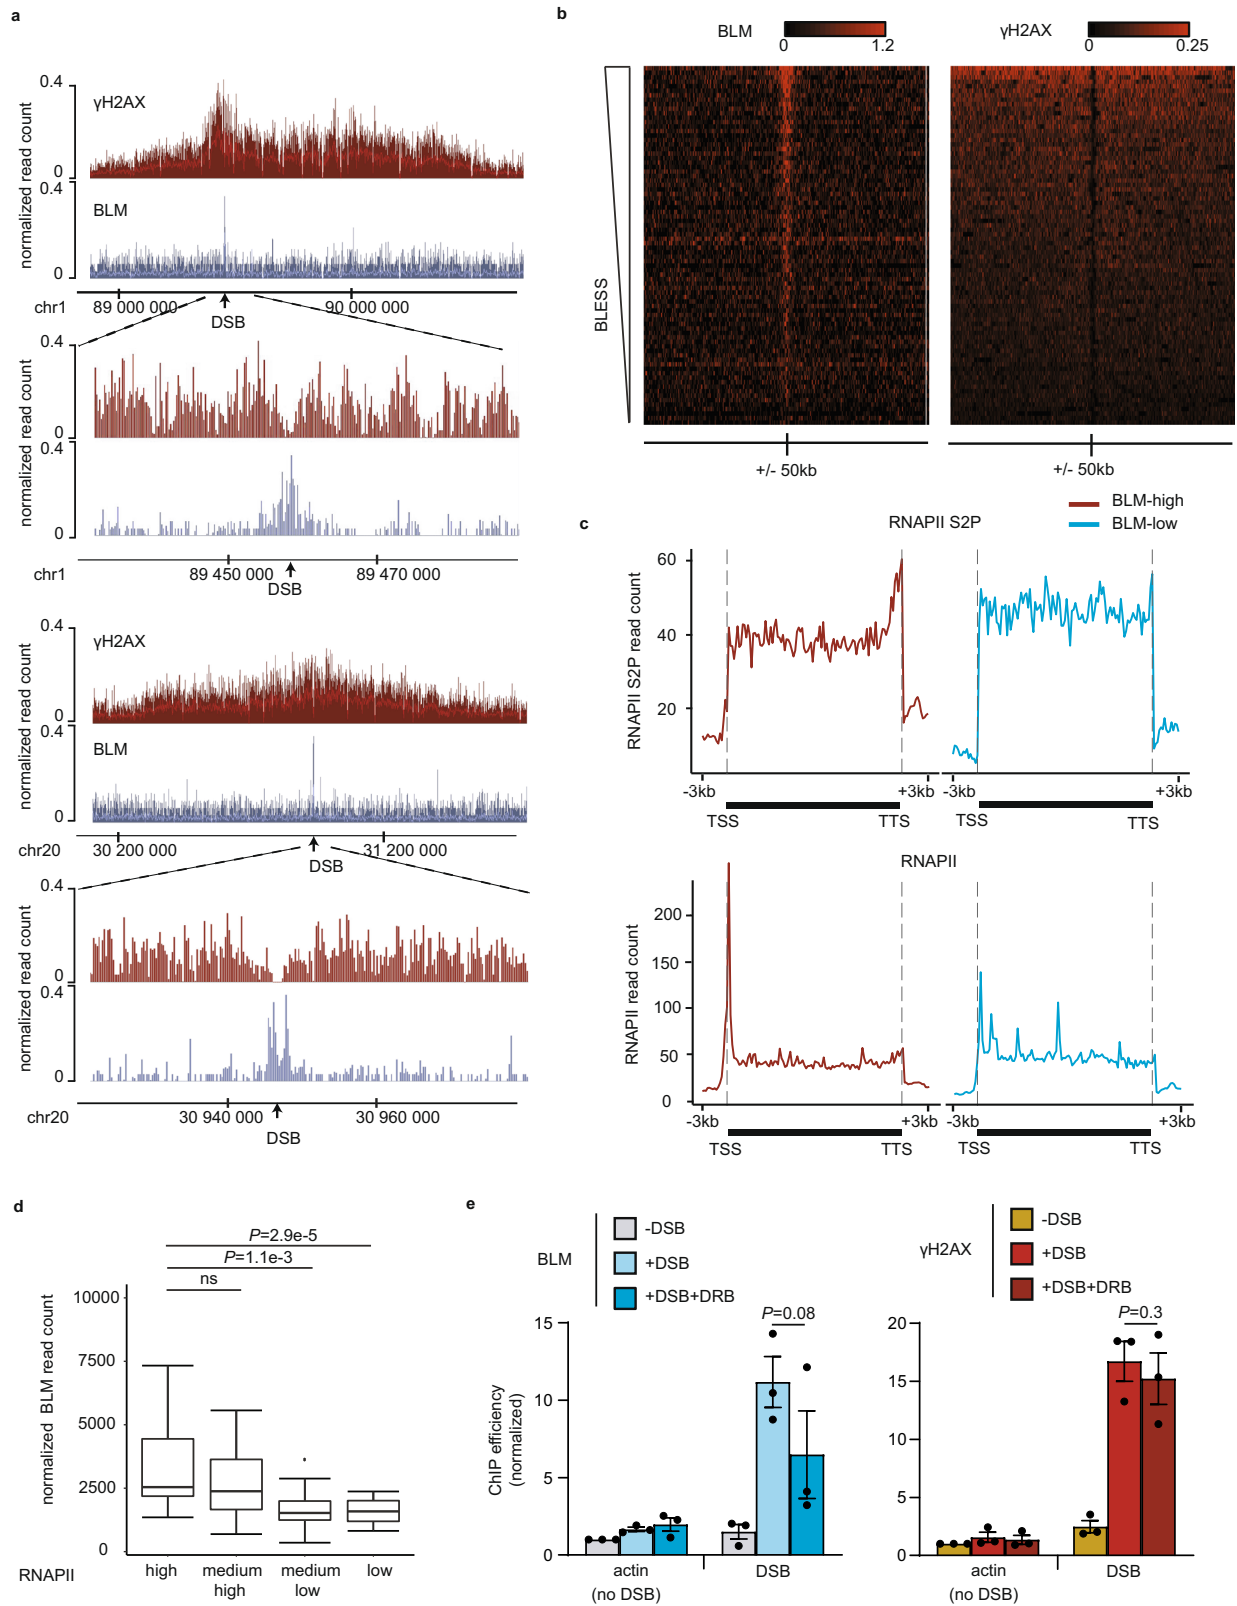 a
0.4
γH2AX
0
0.4
BLM
0
normalized read count
chr1
89 000 000
90 000 000
DSB
0.4
0
0.4
0
normalized read count
chr1
89 450 000
89 470 000
DSB
0.4
γH2AX
0
0.4
BLM
0
normalized read count
chr20
30 200 000
31 200 000
DSB
0.4
0
0.4
0
normalized read count
chr20
30 940 000
30 960 000
DSB
b
BLM
0
1.2
γH2AX
0
0.25
BLESS
+/- 50kb
+/- 50kb
c
RNAPII S2P
BLM-high
BLM-low
RNAPII S2P read count
60
40
20
-3kb
+3kb
-3kb
+3kb
TSS
TTS
TSS
TTS
RNAPII
RNAPII read count
200
150
100
50
0
-3kb
+3kb
-3kb
+3kb
TSS
TTS
TSS
TTS
d
P=2.9e-5
P=1.1e-3
ns
normalized BLM read count
10000
7500
5000
2500
0
RNAPII
high
medium
high
medium
low
low
e
BLM
-DSB
+DSB
+DSB+DRB
P=0.08
ChIP efficiency
(normalized)
15
10
5
0
actin
(no DSB)
DSB
γH2AX
-DSB
+DSB
+DSB+DRB
P=0.3
20
15
10
5
0
actin
(no DSB)
DSB